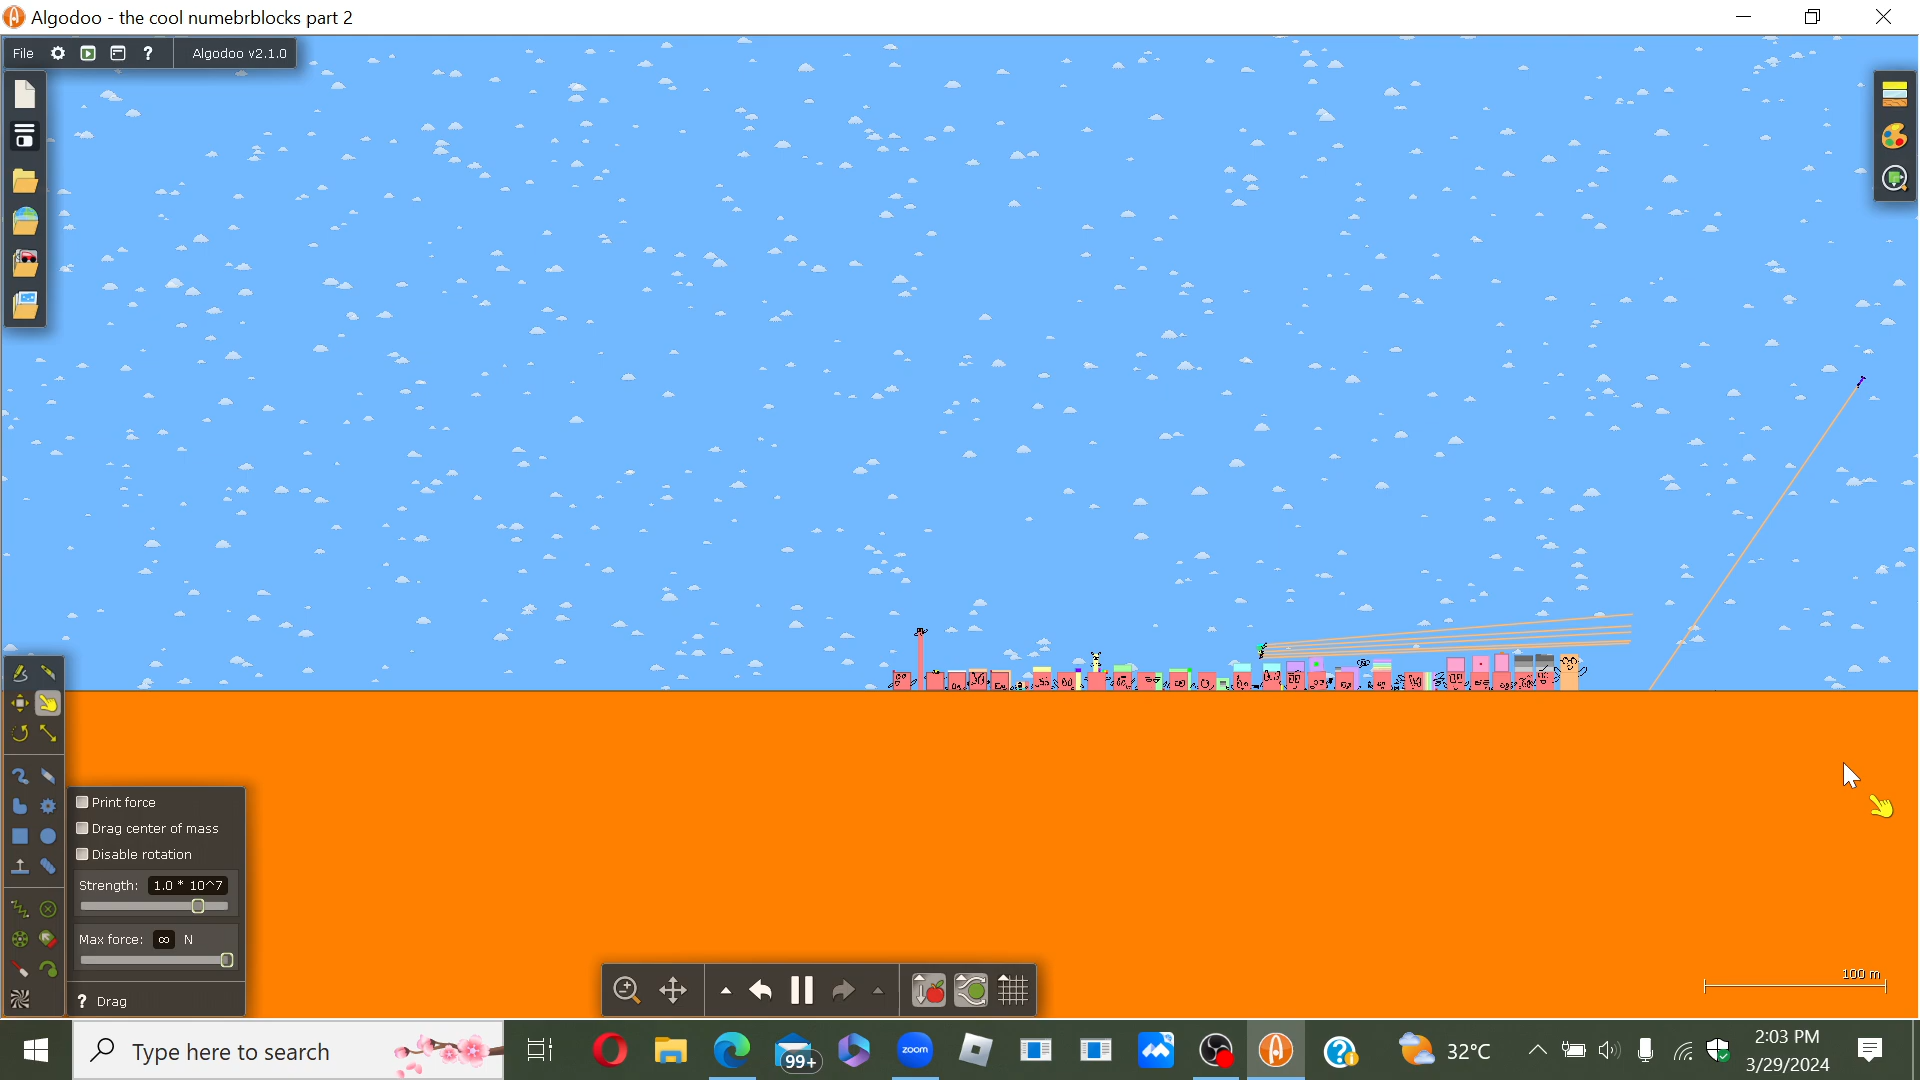 Algodoo - the cool numebrblocks part 2
File
?
Algodoo v2.1.0
Print force
Drag center of mass
Disable rotation
Strength: 1.0 * 10^7
Max force: ∞ N
? Drag
100 m
Type here to search
99+
zoom
32°C
2:03 PM
3/29/2024